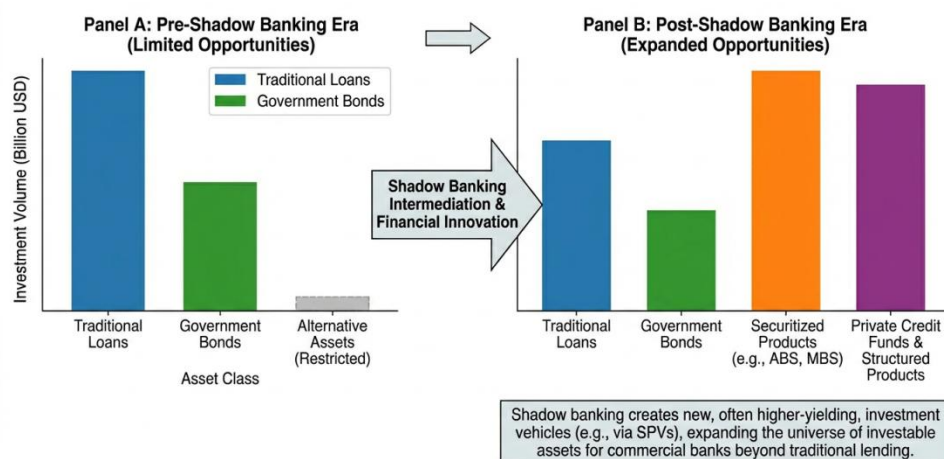 Panel A: Pre-Shadow Banking Era
(Limited Opportunities)
Investment Volume (Billion USD)
Traditional Loans
Government Bonds
Traditional
Loans
Government
Bonds
Alternative
Assets
(Restricted)
Asset Class
Shadow Banking
Intermediation &
Financial Innovation
Panel B: Post-Shadow Banking Era
(Expanded Opportunities)
Traditional
Loans
Government
Bonds
Securitized
Products
(e.g., ABS, MBS)
Private Credit
Funds &
Structured
Products
Shadow banking creates new, often higher-yielding, investment
vehicles (e.g., via SPVs), expanding the universe of investable
assets for commercial banks beyond traditional lending.